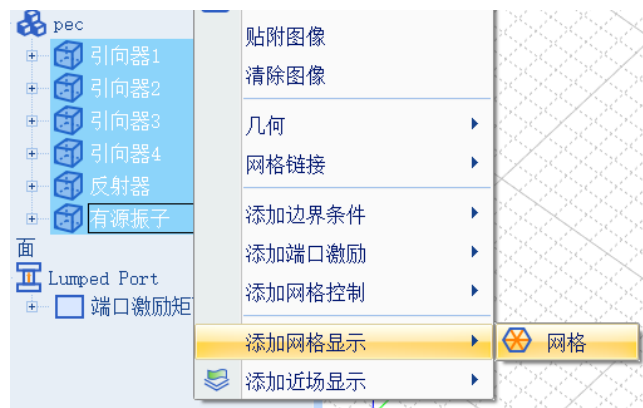 pec
引向器1
引向器2
引向器3
引向器4
反射器
有源振子
面
Lumped Port
端口激励矩
贴附图像
清除图像
几何
网格链接
添加边界条件
添加端口激励
添加网格控制
添加网格显示
网格
添加近场显示